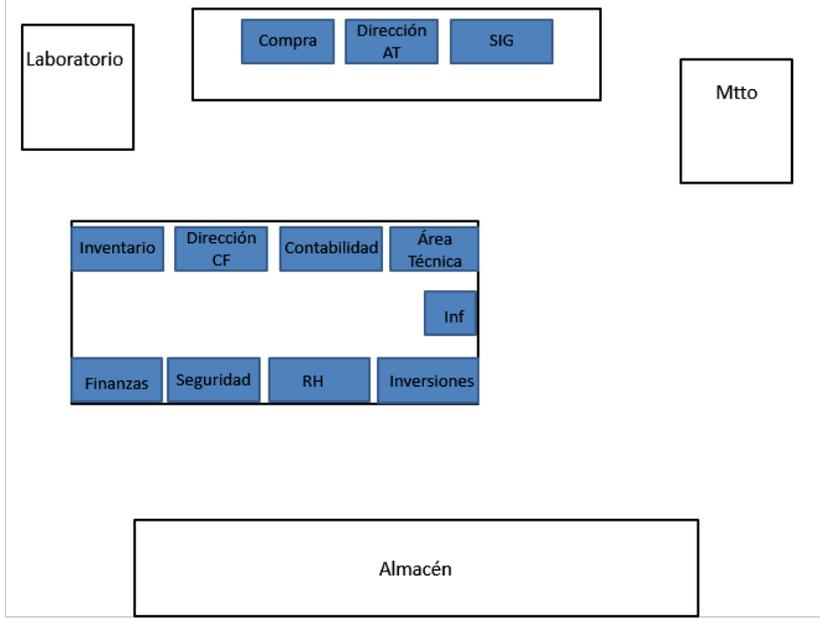 Laboratorio
Compra
Dirección
AT
SIG
Mtto
Inventario
Dirección
CF
Contabilidad
Área
Técnica
Inf
Finanzas
Seguridad
RH
Inversiones
Almacén